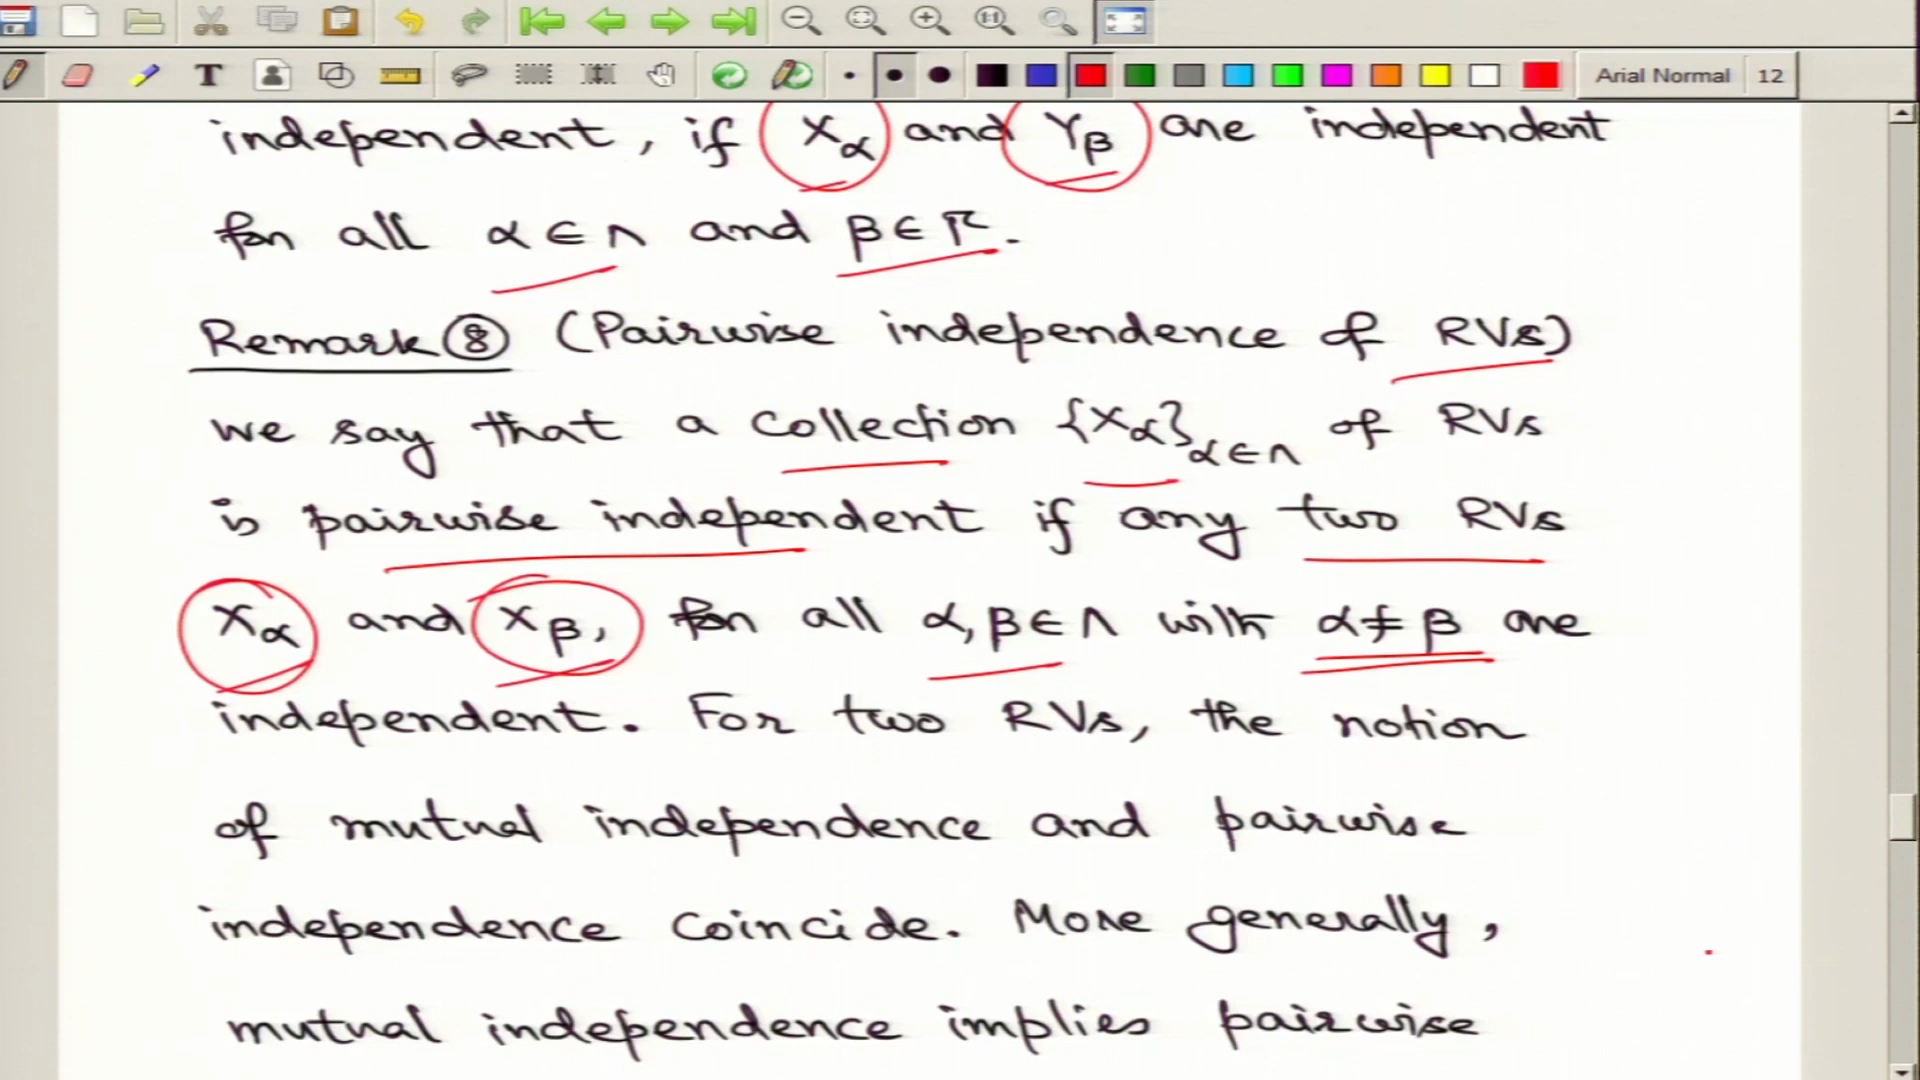 T
Arial Normal 12
independent, if Xα and Yβ are independent
for all α ∈ Λ and β ∈ Γ.
Remark ⑧ (Pairwise independence of RVs)
we say that a collection {Xα}α∈Λ of RVs
is pairwise independent if any two RVs
Xα and Xβ, for all α, β ∈ Λ with α ≠ β are
independent. For two RVs, the notion
of mutual independence and pairwise
independence coincide. More generally,
mutual independence implies pairwise